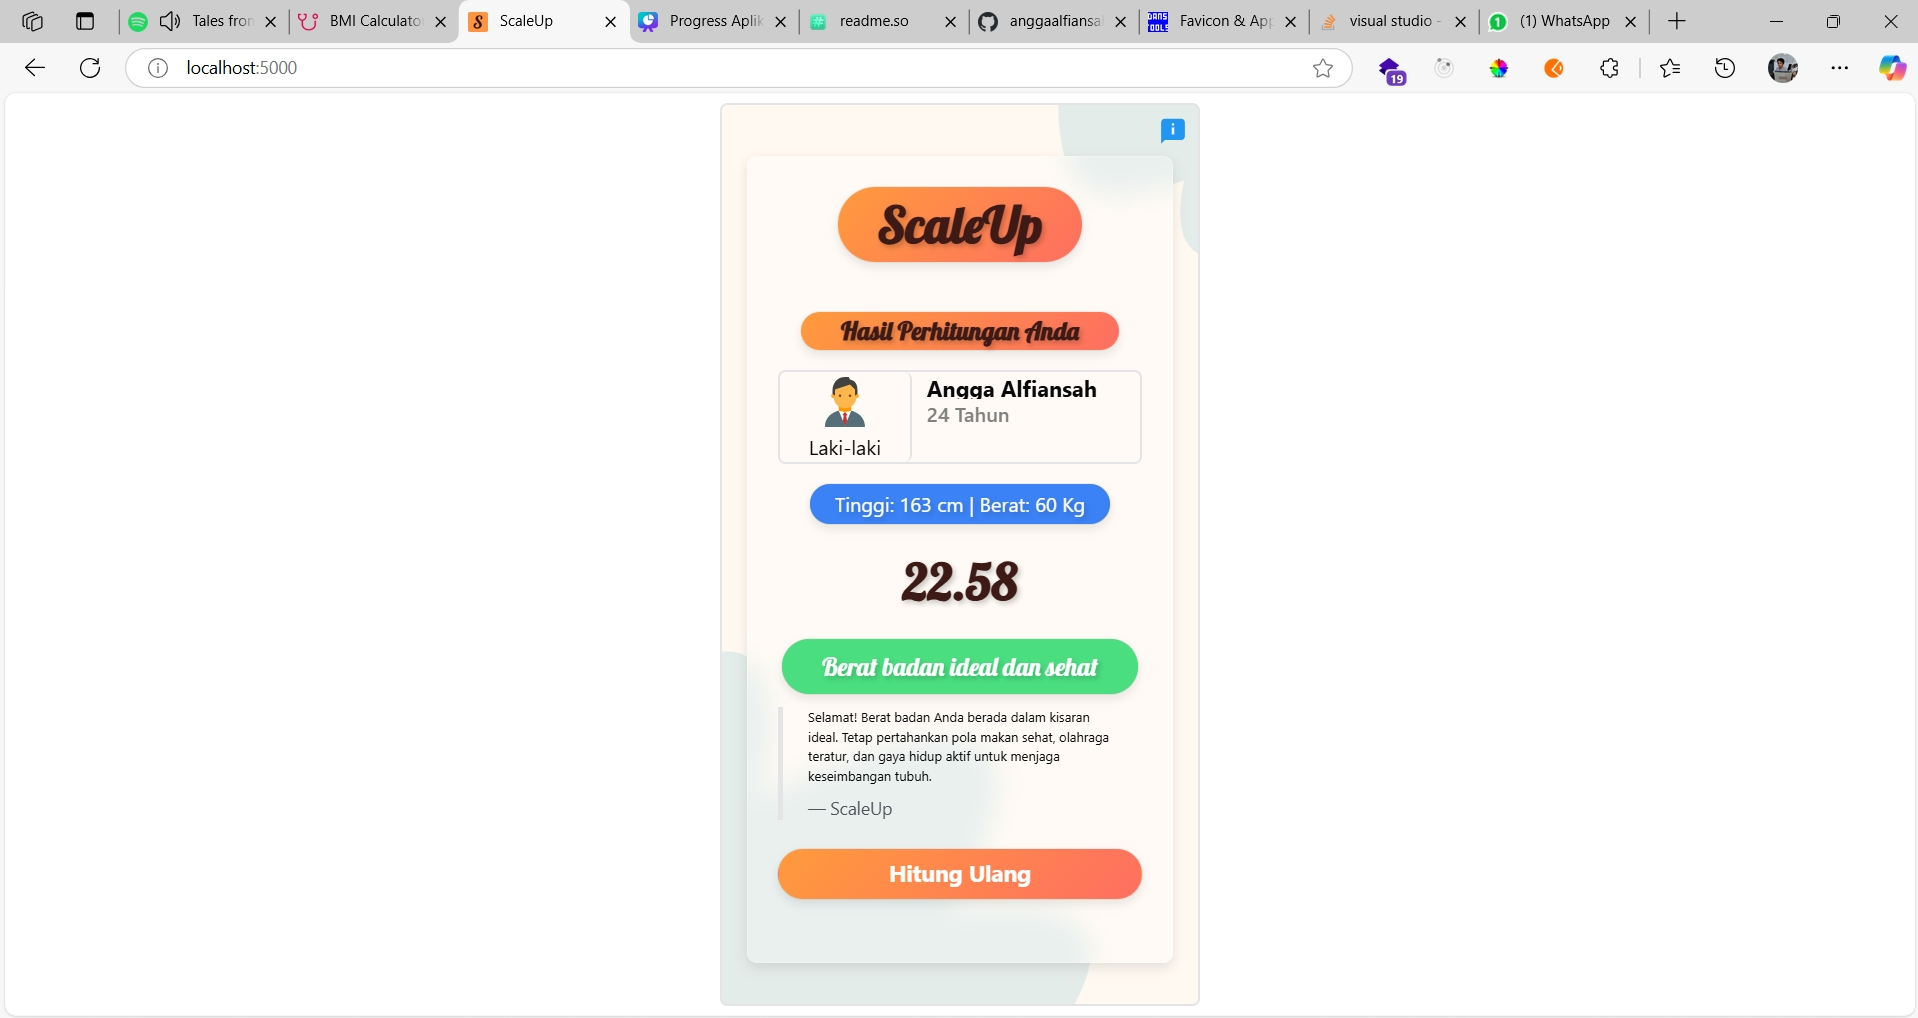 Tales fron
BMI Calculato
ScaleUp
Progress Aplik
readme.so
anggaalfiansa
Favicon & App
visual studio -
(1) WhatsApp
localhost:5000
19
ScaleUp
Hasil Perhitungan Anda
Angga Alfiansah
24 Tahun
Laki-laki
Tinggi: 163 cm | Berat: 60 Kg
22.58
Berat badan ideal dan sehat
Selamat! Berat badan Anda berada dalam kisaran
ideal. Tetap pertahankan pola makan sehat, olahraga
teratur, dan gaya hidup aktif untuk menjaga
keseimbangan tubuh.
— ScaleUp
Hitung Ulang